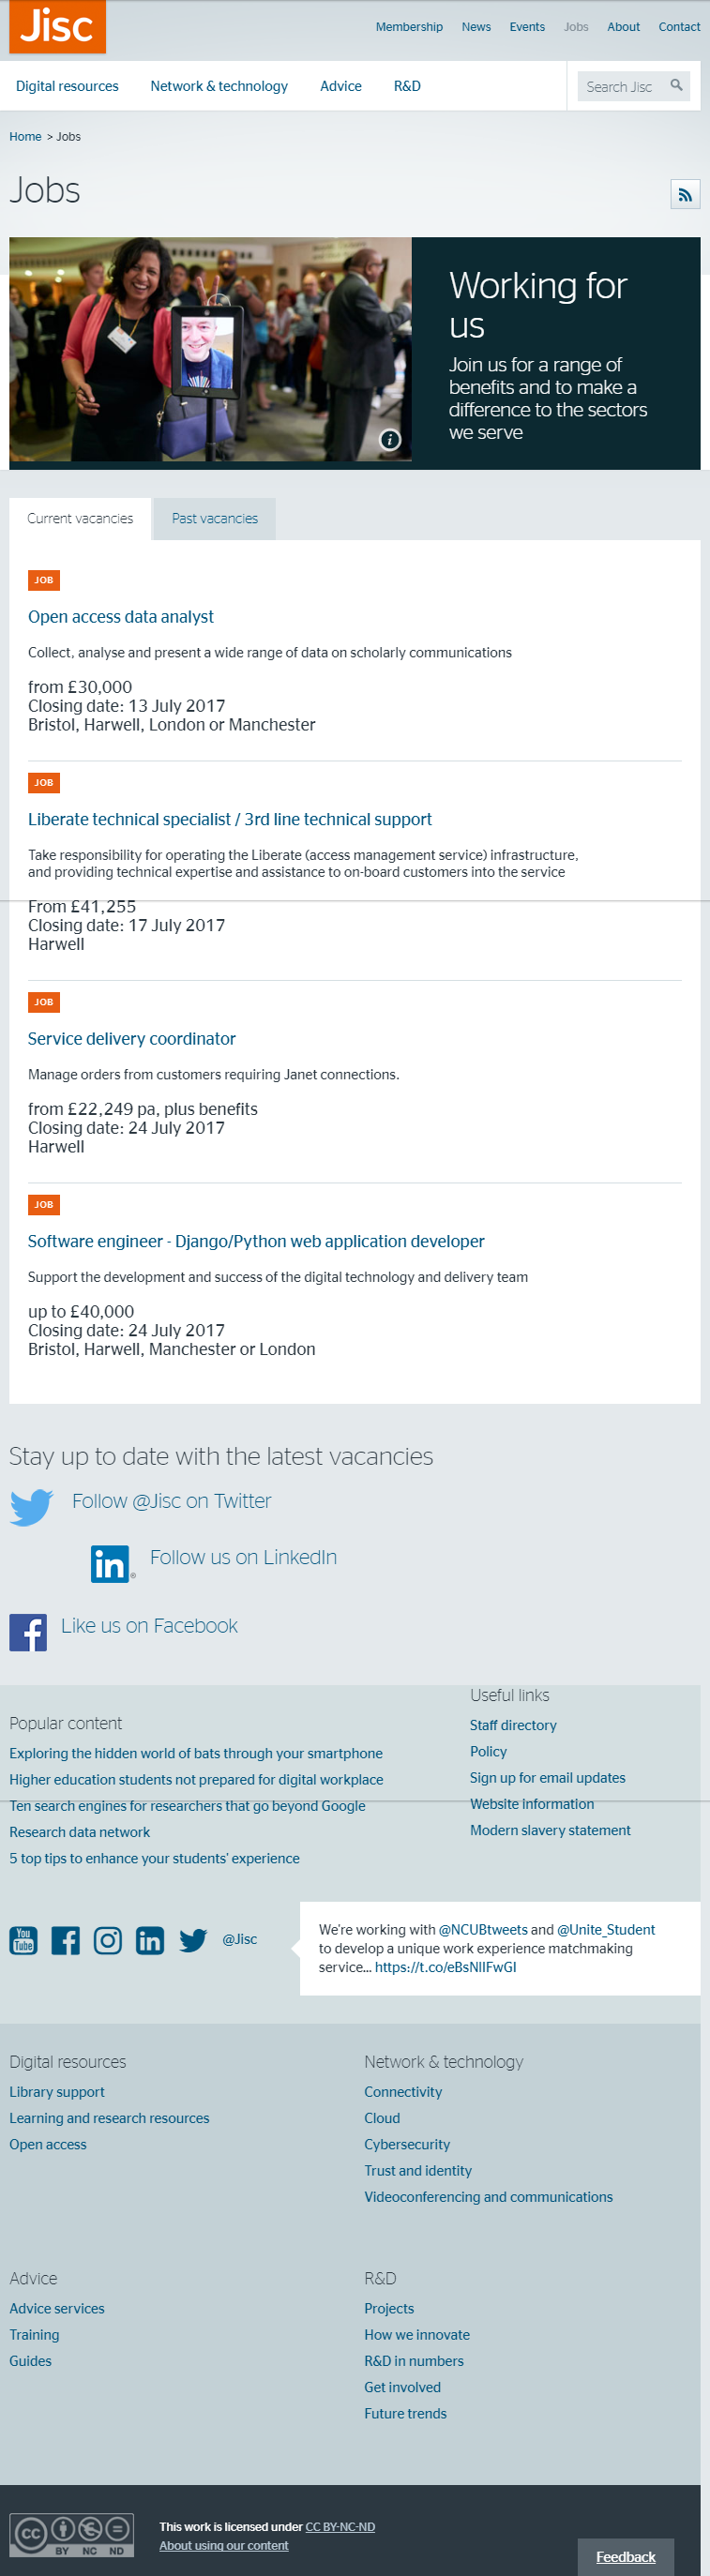 Jisc
Membership News Events Jobs About Contact
Digital resources Network & technology Advice R&D Search Jisc
Home > Jobs
Jobs
Working for
us
Join us for a range of
benefits and to make a
difference to the sectors
we serve
i
Current vacancies Past vacancies
JOB
Open access data analyst
Collect, analyse and present a wide range of data on scholarly communications
from £30,000
Closing date: 13 July 2017
Bristol, Harwell, London or Manchester
JOB
Liberate technical specialist / 3rd line technical support
Take responsibility for operating the Liberate (access management service) infrastructure,
and providing technical expertise and assistance to on-board customers into the service
From £41,255
Closing date: 17 July 2017
Harwell
JOB
Service delivery coordinator
Manage orders from customers requiring Janet connections.
from £22,249 pa, plus benefits
Closing date: 24 July 2017
Harwell
JOB
Software engineer - Django/Python web application developer
Support the development and success of the digital technology and delivery team
up to £40,000
Closing date: 24 July 2017
Bristol, Harwell, Manchester or London
Stay up to date with the latest vacancies
Follow @Jisc on Twitter
in® Follow us on LinkedIn
f Like us on Facebook
Popular content
Exploring the hidden world of bats through your smartphone
Higher education students not prepared for digital workplace
Ten search engines for researchers that go beyond Google
Research data network
5 top tips to enhance your students' experience
Useful links
Staff directory
Policy
Sign up for email updates
Website information
Modern slavery statement
You Tube f in @Jisc
We're working with @NCUBtweets and @Unite_Student
to develop a unique work experience matchmaking
service... https://t.co/eBsNlIFwGI
Digital resources
Library support
Learning and research resources
Open access
Network & technology
Connectivity
Cloud
Cybersecurity
Trust and identity
Videoconferencing and communications
Advice
Advice services
Training
Guides
R&D
Projects
How we innovate
R&D in numbers
Get involved
Future trends
cc BY NC ND
This work is licensed under CC BY-NC-ND
About using our content
Feedback